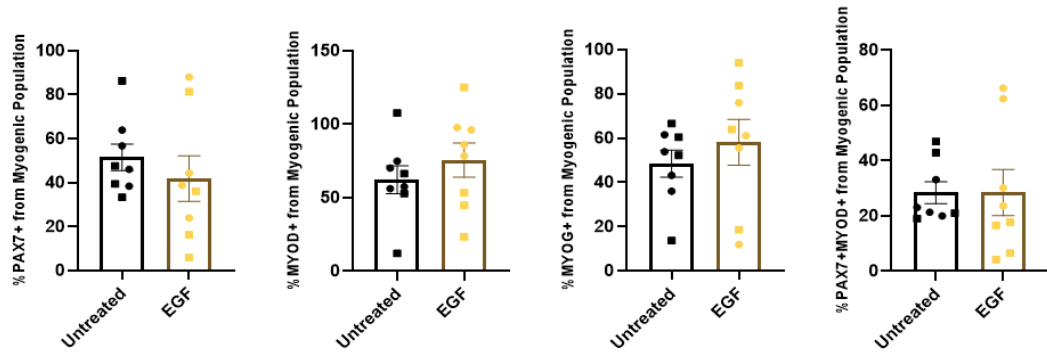 %PAX7+ from Myogenic Population
100
80
60
40
20
0
Untreated
EGF
%MYOD+ from Myogenic Population
150
100
50
0
Untreated
EGF
%MYOG+ from Myogenic Population
100
80
60
40
20
0
Untreated
EGF
%PAX7+MYOD+ from Myogenic Population
80
60
40
20
0
Untreated
EGF